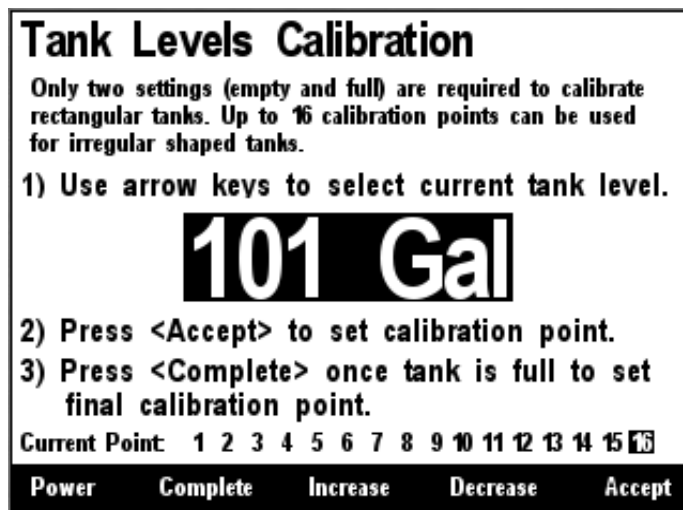 Tank Levels Calibration
Only two settings (empty and full) are required to calibrate
rectangular tanks. Up to 16 calibration points can be used
for irregular shaped tanks.
1) Use arrow keys to select current tank level.
101 Gal
2) Press <Accept> to set calibration point.
3) Press <Complete> once tank is full to set
final calibration point.
Current Point: 1 2 3 4 5 6 7 8 9 10 11 12 13 14 15 16
Power Complete Increase Decrease Accept